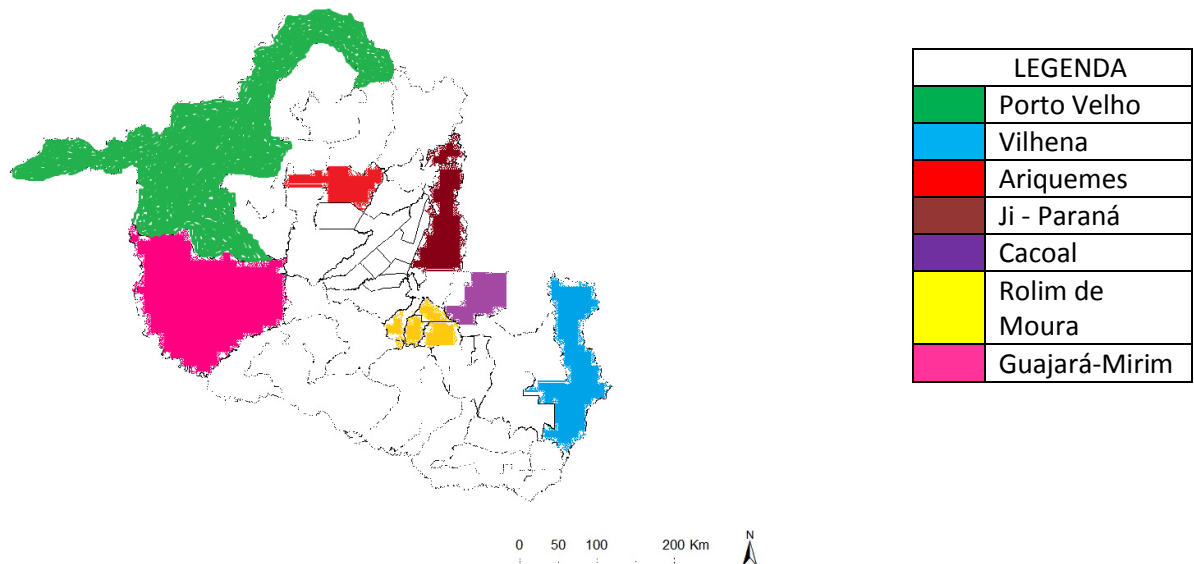 LEGENDA
Porto Velho
Vilhena
Ariquemes
Ji - Paraná
Cacoal
Rolim de
Moura
Guajará-Mirim
0 50 100 200 Km
N